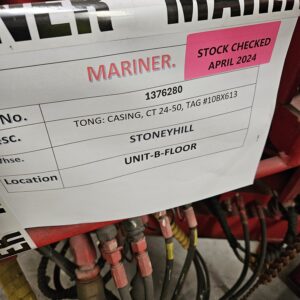 MARINER
STOCK CHECKED
APRIL 2024
MARINER.
No.
1376280
TONG: CASING, CT 24-50, TAG #10BX613
STONEYHILL
Whse.
UNIT-B-FLOOR
Location